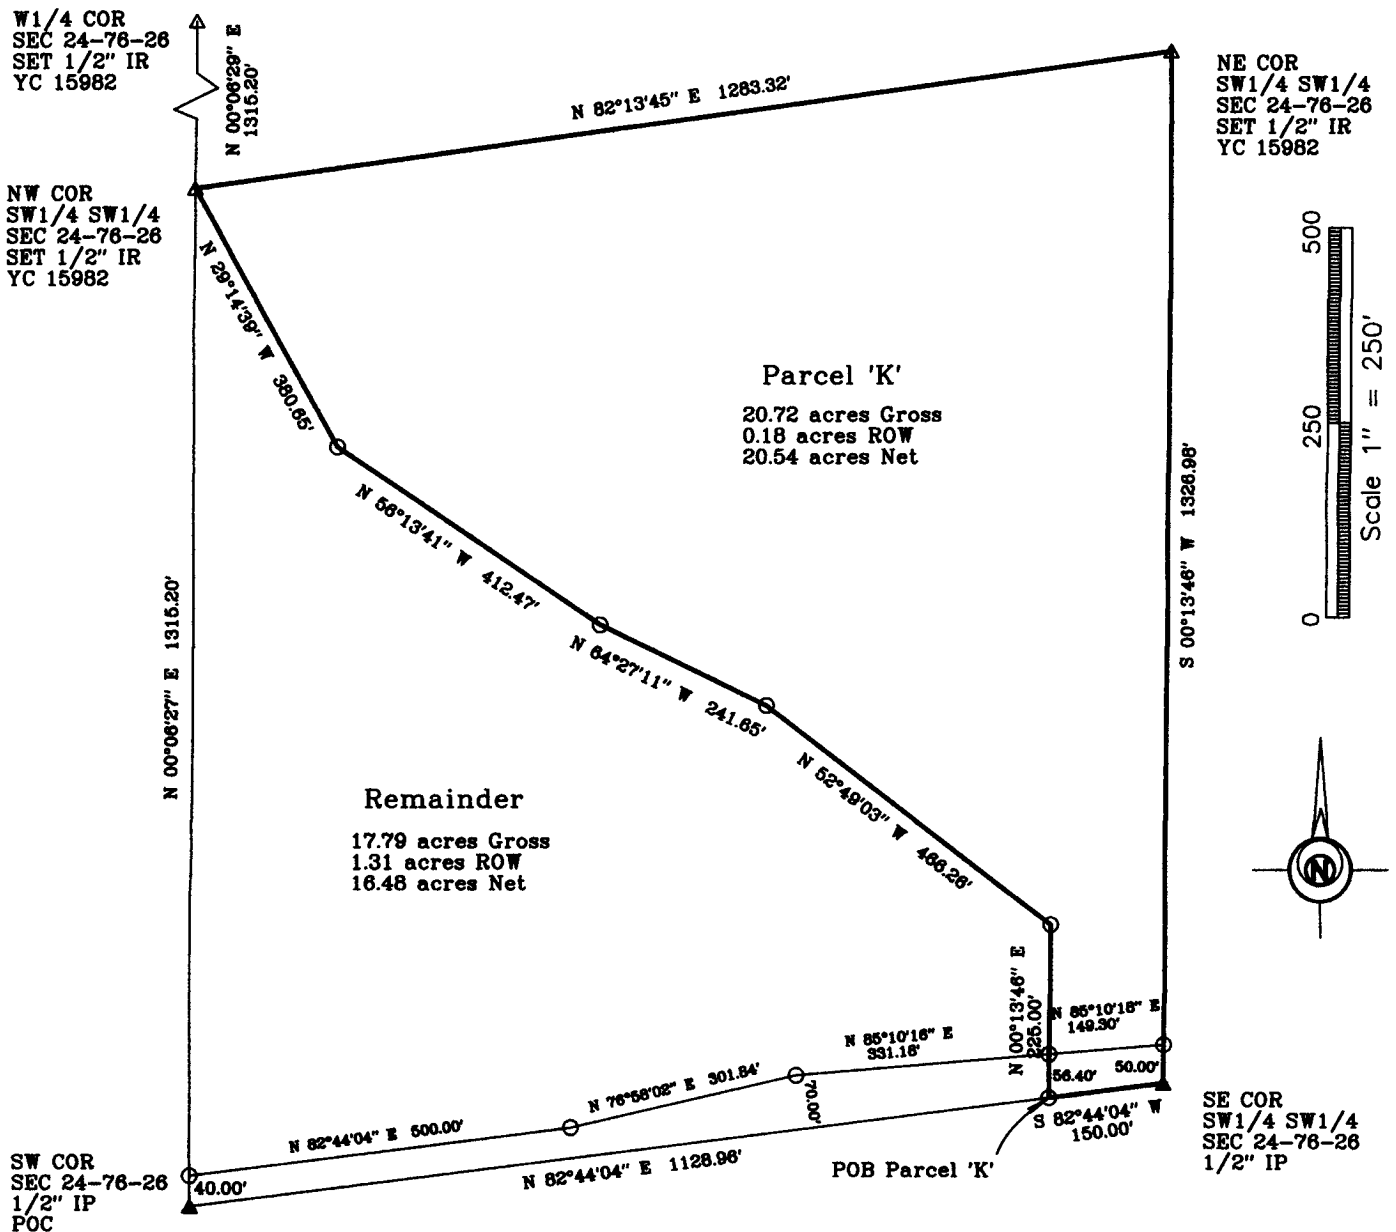 W1/4 COR
SEC 24-76-26
SET 1/2" IR
YC 15982
N 00°06'29" E
1315.20'
N 82°13'45" E 1283.32'
NE COR
SW1/4 SW1/4
SEC 24-76-26
SET 1/2" IR
YC 15982
NW COR
SW1/4 SW1/4
SEC 24-76-26
SET 1/2" IR
YC 15982
N 29°14'39" W 380.65'
Parcel 'K'
20.72 acres Gross
0.18 acres ROW
20.54 acres Net
500
250
0
Scale 1" = 250'
N 56°13'41" W 412.47'
N 64°27'11" W 241.65'
N 52°49'03" W 466.26'
S 00°13'46" W 1326.98'
N 00°06'27" E 1315.20'
Remainder
17.79 acres Gross
1.31 acres ROW
16.48 acres Net
N
N 00°13'46" E
225.00'
N 85°10'18" E
149.30'
N 85°10'16" E
331.16'
56.40'
50.00'
N 76°58'02" E 301.84'
70.00'
N 82°44'04" E 500.00'
S 82°44'04" W
150.00'
N 82°44'04" E 1128.96'
40.00'
POB Parcel 'K'
SE COR
SW1/4 SW1/4
SEC 24-76-26
1/2" IP
SW COR
SEC 24-76-26
1/2" IP
POC